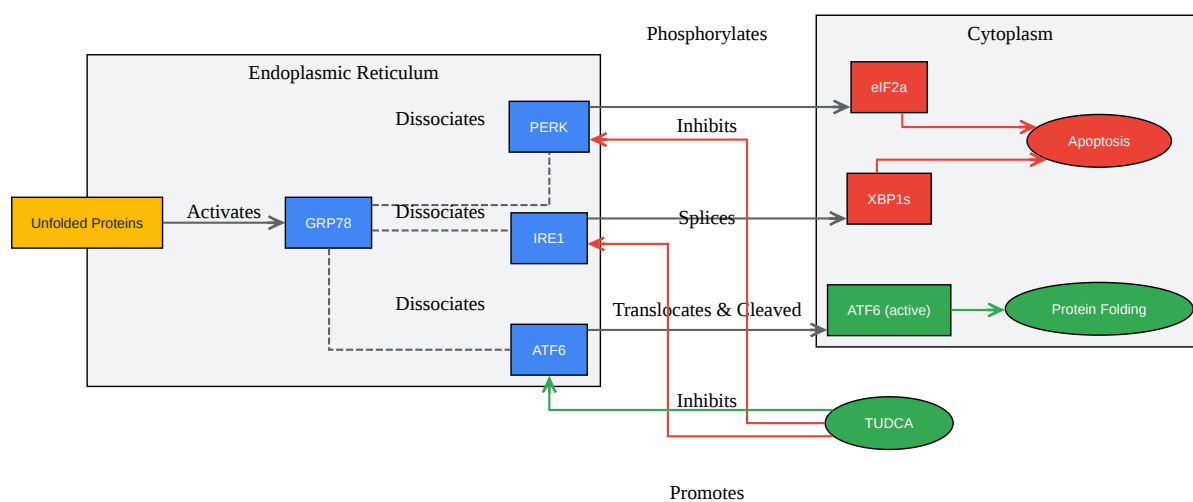 Phosphorylates
Cytoplasm
Endoplasmic Reticulum
eIF2a
Dissociates
PERK
Inhibits
Apoptosis
Unfolded Proteins
Activates
GRP78
Dissociates
IRE1
Splices
XBP1s
Dissociates
Translocates & Cleaved
ATF6 (active)
Protein Folding
ATF6
Inhibits
TUDCA
Promotes